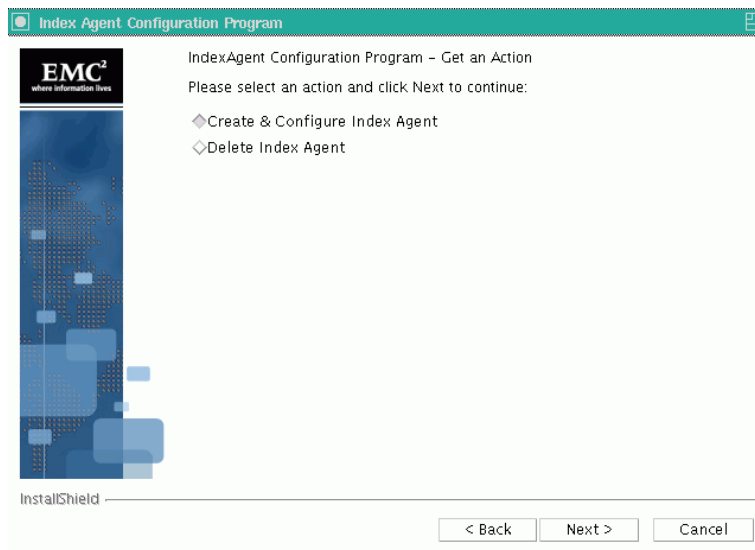 Index Agent Configuration Program
EMC²
where information lives
IndexAgent Configuration Program – Get an Action
Please select an action and click Next to continue:
Create & Configure Index Agent
Delete Index Agent
InstallShield
< Back
Next >
Cancel